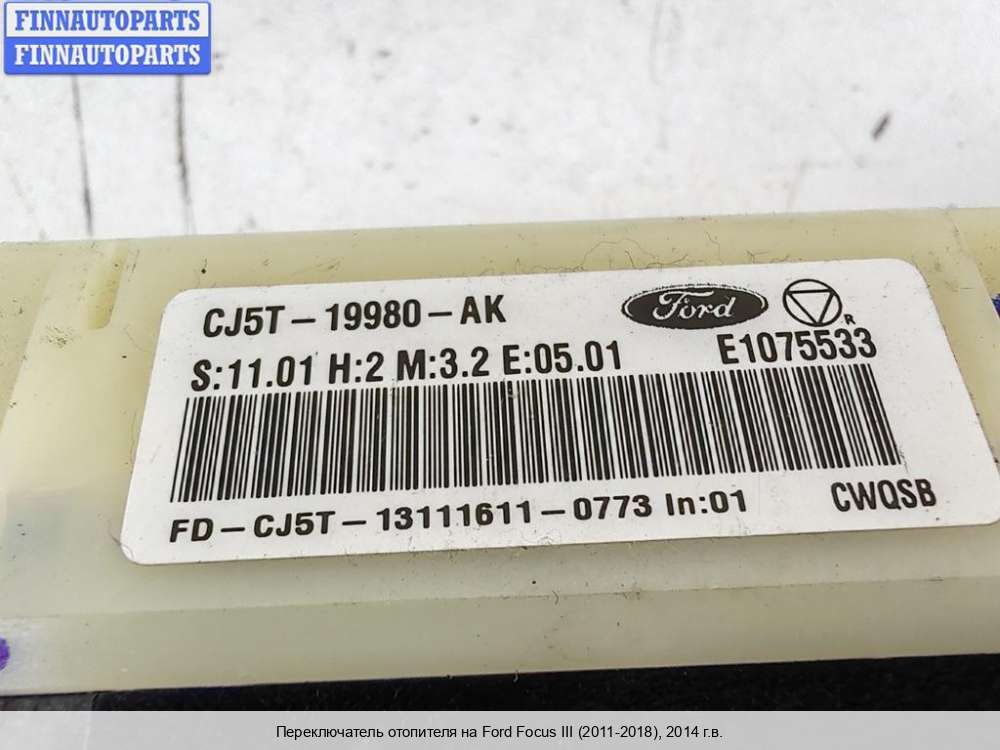 FINNAUTOPARTS
FINNAUTOPARTS
CJ5T-19980-AK
Ford
R
S:11.01 H:2 M:3.2 E:05.01
E1075533
FD-CJ5T-13111611-0773 In:01
CWQSB
Переключатель отопителя на Ford Focus III (2011-2018), 2014 г.в.